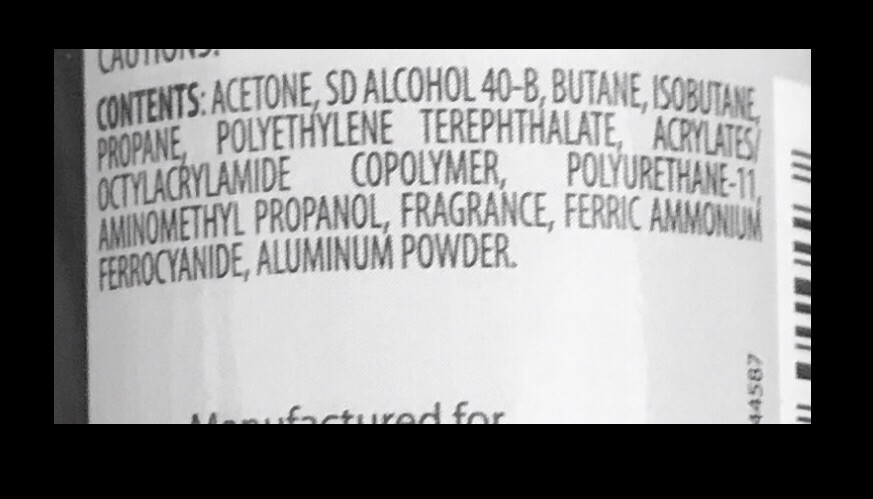 CAUTIONS:
CONTENTS: ACETONE, SD ALCOHOL 40-B, BUTANE, ISOBUTANE,
PROPANE, POLYETHYLENE TEREPHTHALATE, ACRYLATES/
OCTYLACRYLAMIDE COPOLYMER, POLYURETHANE-11,
AMINOMETHYL PROPANOL, FRAGRANCE, FERRIC AMMONIUM
FERROCYANIDE, ALUMINUM POWDER.
Manufactured for
44587